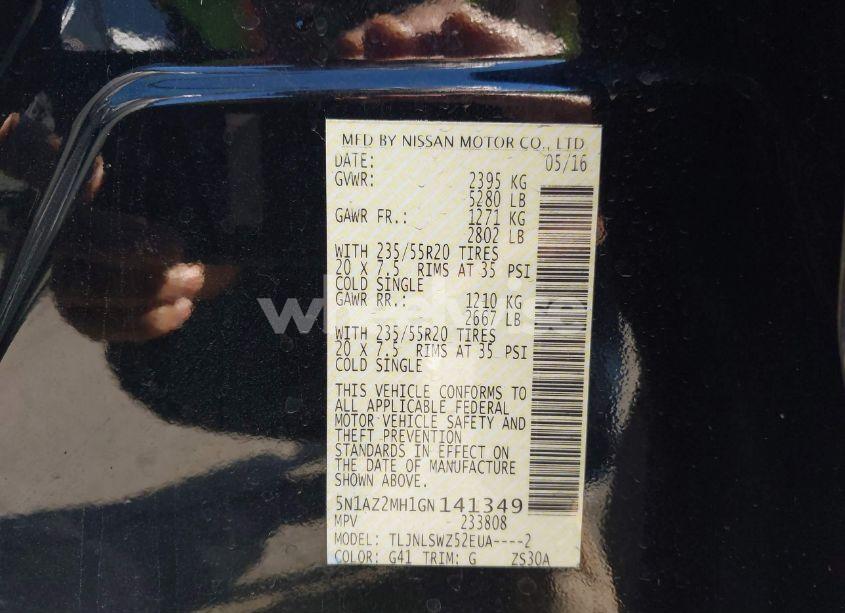 MFD BY NISSAN MOTOR CO., LTD
DATE: 05/16
GVWR: 2395 KG
5280 LB
GAWR FR.: 1271 KG
2802 LB
WITH 235/55R20 TIRES
20 X 7.5 RIMS AT 35 PSI
COLD SINGLE
GAWR RR.: 1210 KG
2667 LB
WITH 235/55R20 TIRES
20 X 7.5 RIMS AT 35 PSI
COLD SINGLE
THIS VEHICLE CONFORMS TO
ALL APPLICABLE FEDERAL
MOTOR VEHICLE SAFETY AND
THEFT PREVENTION
STANDARDS IN EFFECT ON
THE DATE OF MANUFACTURE
SHOWN ABOVE.
5N1AZ2MH1GN141349
MPV 233808
MODEL: TLJNLSWZ52EUA----2
COLOR: G41 TRIM: G ZS30A
wheelwise